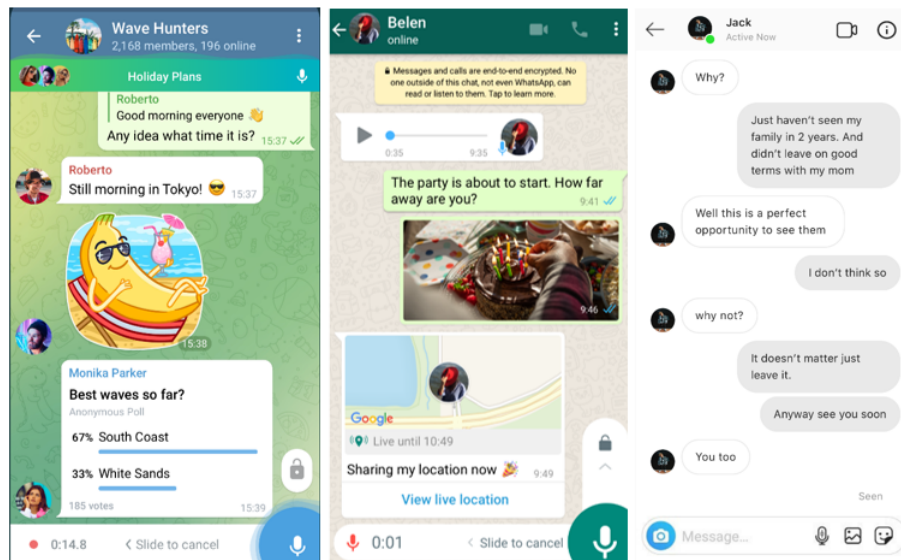 Wave Hunters
2,168 members, 196 online
Holiday Plans
Roberto
Good morning everyone 👋
Any idea what time it is? 15:37
Roberto
Still morning in Tokyo! 😎 15:37
15:38
Monika Parker
Best waves so far?
Anonymous Poll
67% South Coast
33% White Sands
185 votes 15:39
0:14.8 < Slide to cancel
Belen
online
Messages and calls are end-to-end encrypted. No
one outside of this chat, not even WhatsApp, can
read or listen to them. Tap to learn more.
0:35 9:35
The party is about to start. How far
away are you? 9:41
9:46
Google
Live until 10:49
Sharing my location now 🎉 9:49
View live location
0:01 < Slide to cancel
Jack
Active Now
Why?
Just haven't seen my
family in 2 years. And
didn't leave on good
terms with my mom
Well this is a perfect
opportunity to see them
I don't think so
why not?
It doesn't matter just
leave it.
Anyway see you soon
You too
Seen
Message...